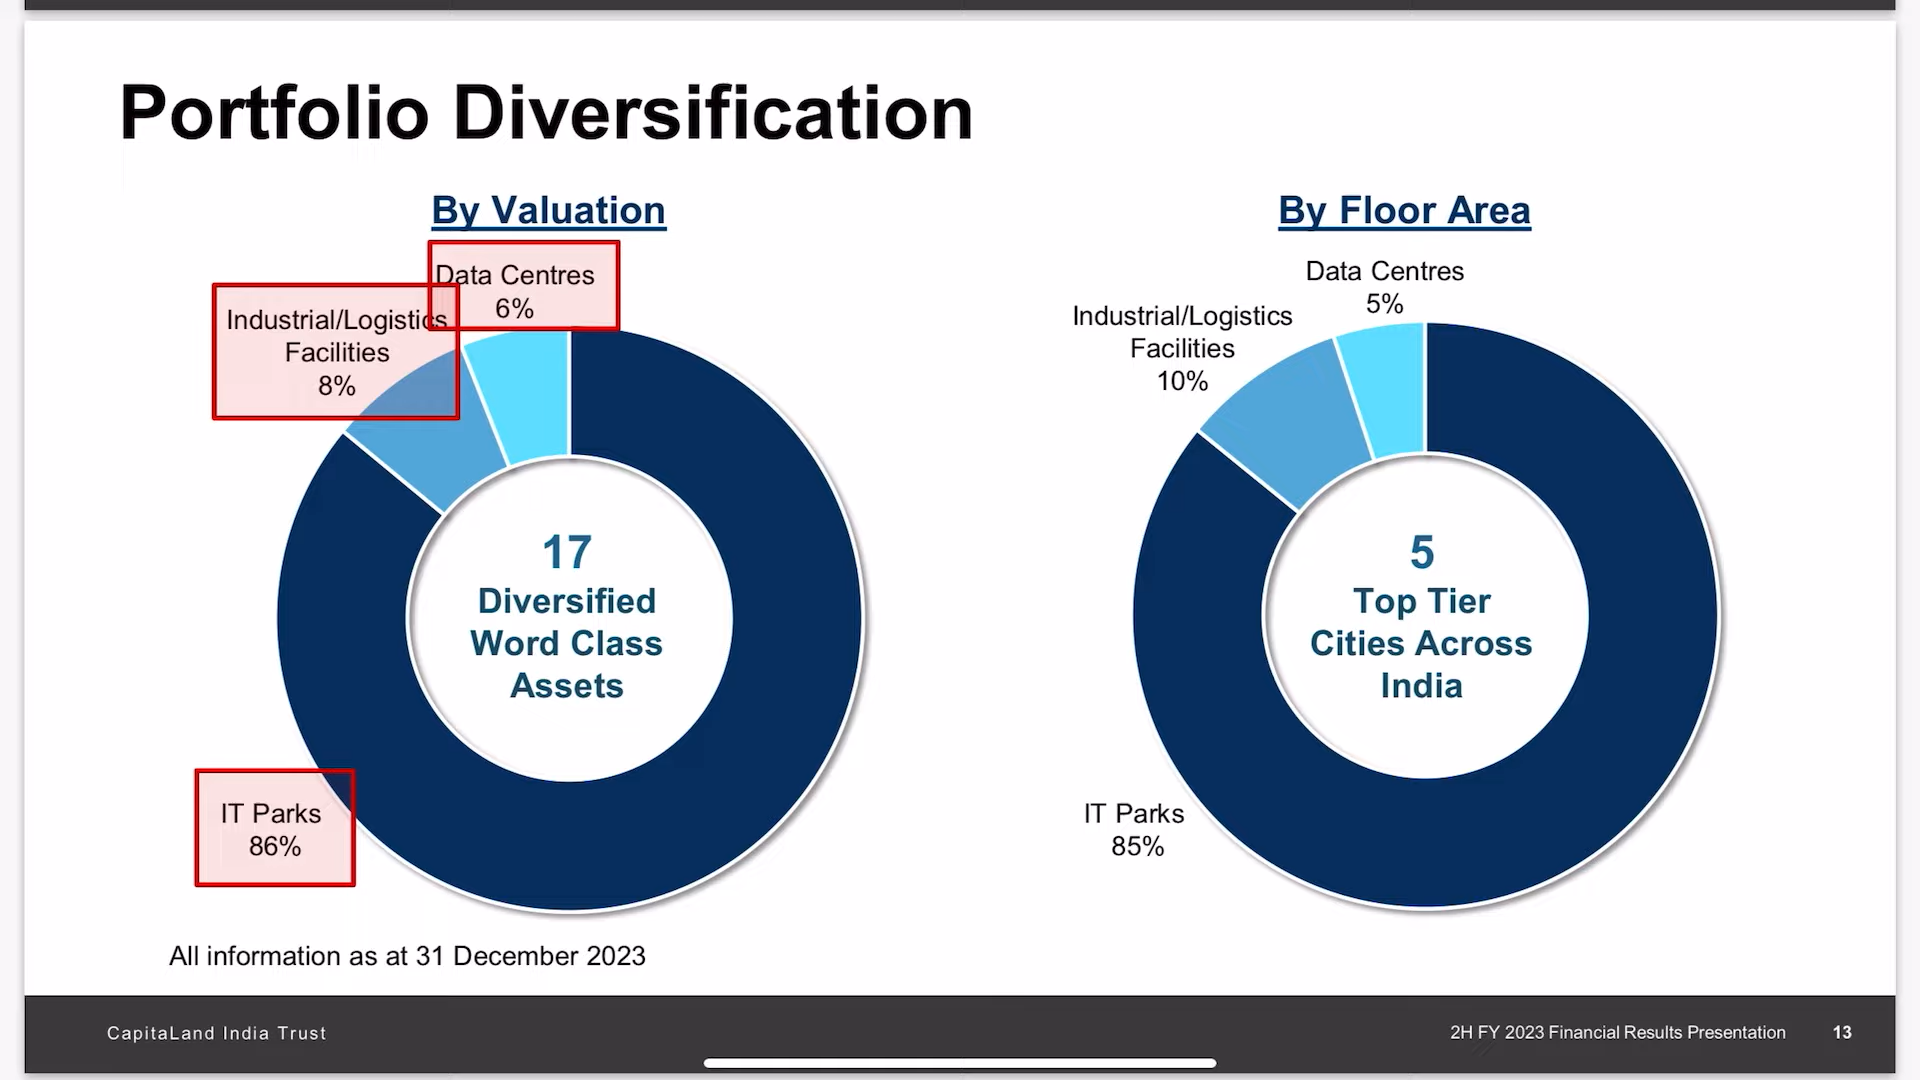 Portfolio Diversification
By Valuation
Data Centres
6%
Industrial/Logistics
Facilities
8%
17
Diversified
Word Class
Assets
IT Parks
86%
By Floor Area
Data Centres
5%
Industrial/Logistics
Facilities
10%
5
Top Tier
Cities Across
India
IT Parks
85%
All information as at 31 December 2023
CapitaLand India Trust
2H FY 2023 Financial Results Presentation 13